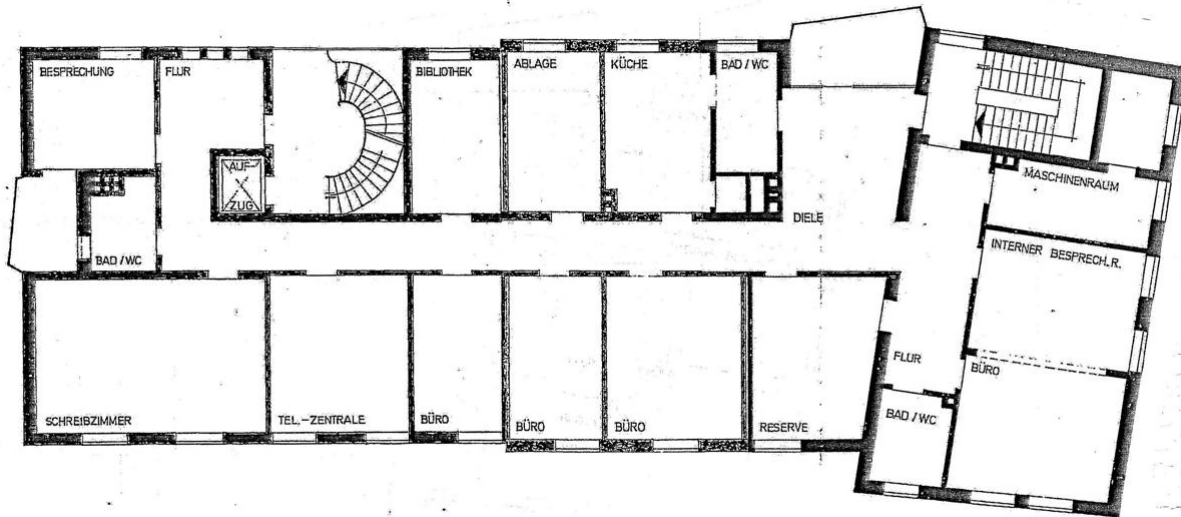 BESPRECHUNG
FLUR
BIBLIOTHEK
ABLAGE
KÜCHE
BAD / WC
AUF-
ZUG
MASCHINENRAUM
DIELE
BAD / WC
INTERNER BESPRECH. R.
FLUR
BÜRO
SCHREIBZIMMER
TEL.-ZENTRALE
BÜRO
BÜRO
BÜRO
RESERVE
BAD / WC